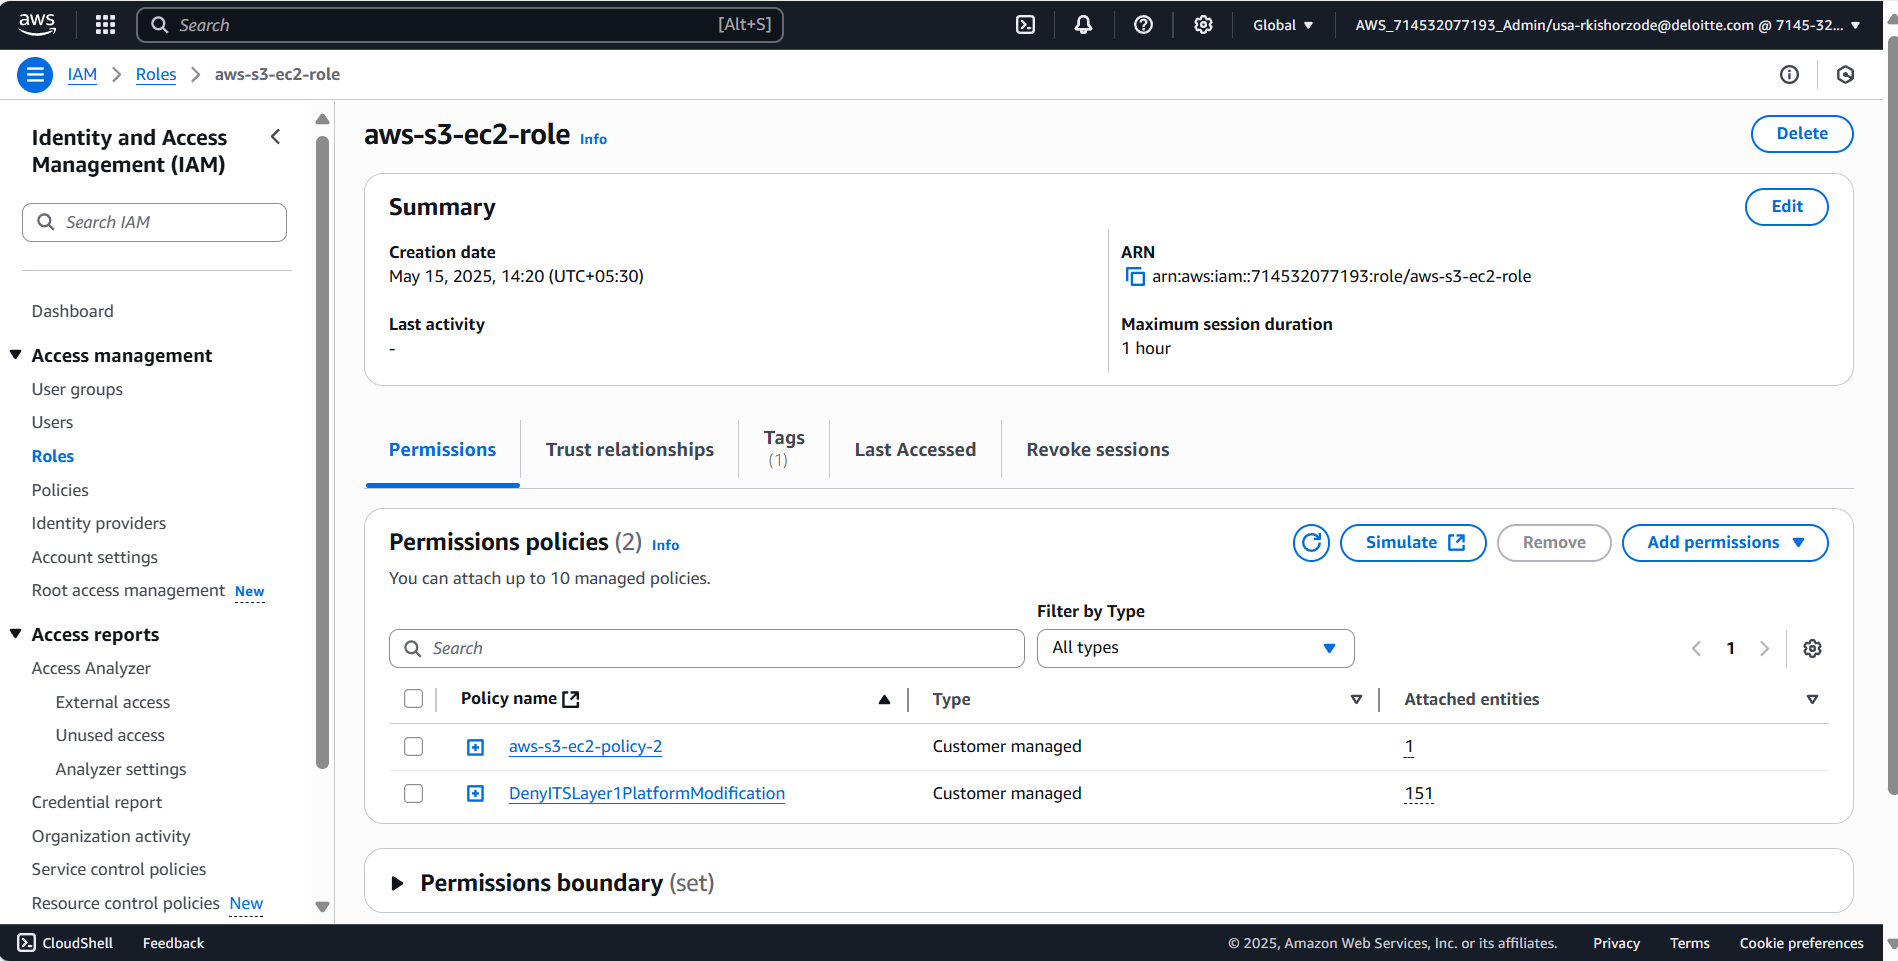 aws
Search [Alt+S]
Global
AWS_714532077193_Admin/usa-rkishorzode@deloitte.com @ 7145-32...
IAM > Roles > aws-s3-ec2-role
Identity and Access
Management (IAM)
Search IAM
Dashboard
Access management
User groups
Users
Roles
Policies
Identity providers
Account settings
Root access management New
Access reports
Access Analyzer
External access
Unused access
Analyzer settings
Credential report
Organization activity
Service control policies
Resource control policies New
aws-s3-ec2-role Info
Delete
Summary
Edit
Creation date
May 15, 2025, 14:20 (UTC+05:30)
ARN
arn:aws:iam::714532077193:role/aws-s3-ec2-role
Last activity
-
Maximum session duration
1 hour
Permissions
Trust relationships
Tags
(1)
Last Accessed
Revoke sessions
Permissions policies (2) Info
Simulate
Remove
Add permissions
You can attach up to 10 managed policies.
Filter by Type
Search
All types
1
Policy name Type Attached entities
aws-s3-ec2-policy-2 Customer managed 1
DenyITSLayer1PlatformModification Customer managed 151
Permissions boundary (set)
CloudShell Feedback
© 2025, Amazon Web Services, Inc. or its affiliates. Privacy Terms Cookie preferences